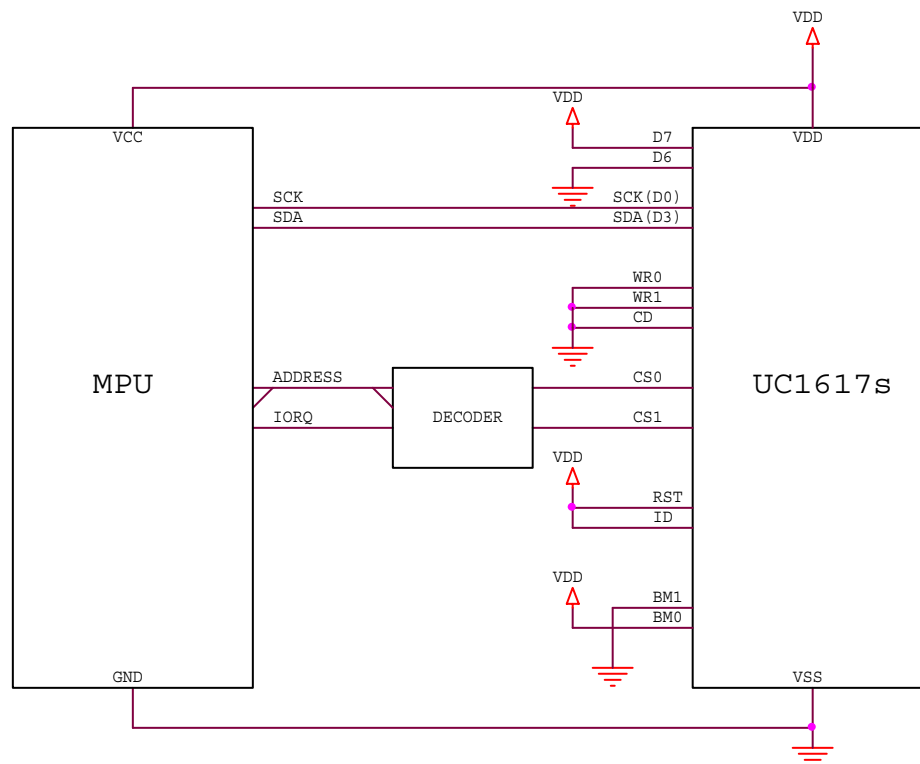 VDD
VDD
VCC
VDD
D7
D6
SCK
SCK(D0)
SDA
SDA(D3)
WR0
WR1
CD
MPU
ADDRESS
CS0
UC1617s
IORQ
DECODER
CS1
VDD
RST
ID
VDD
BM1
BM0
GND
VSS